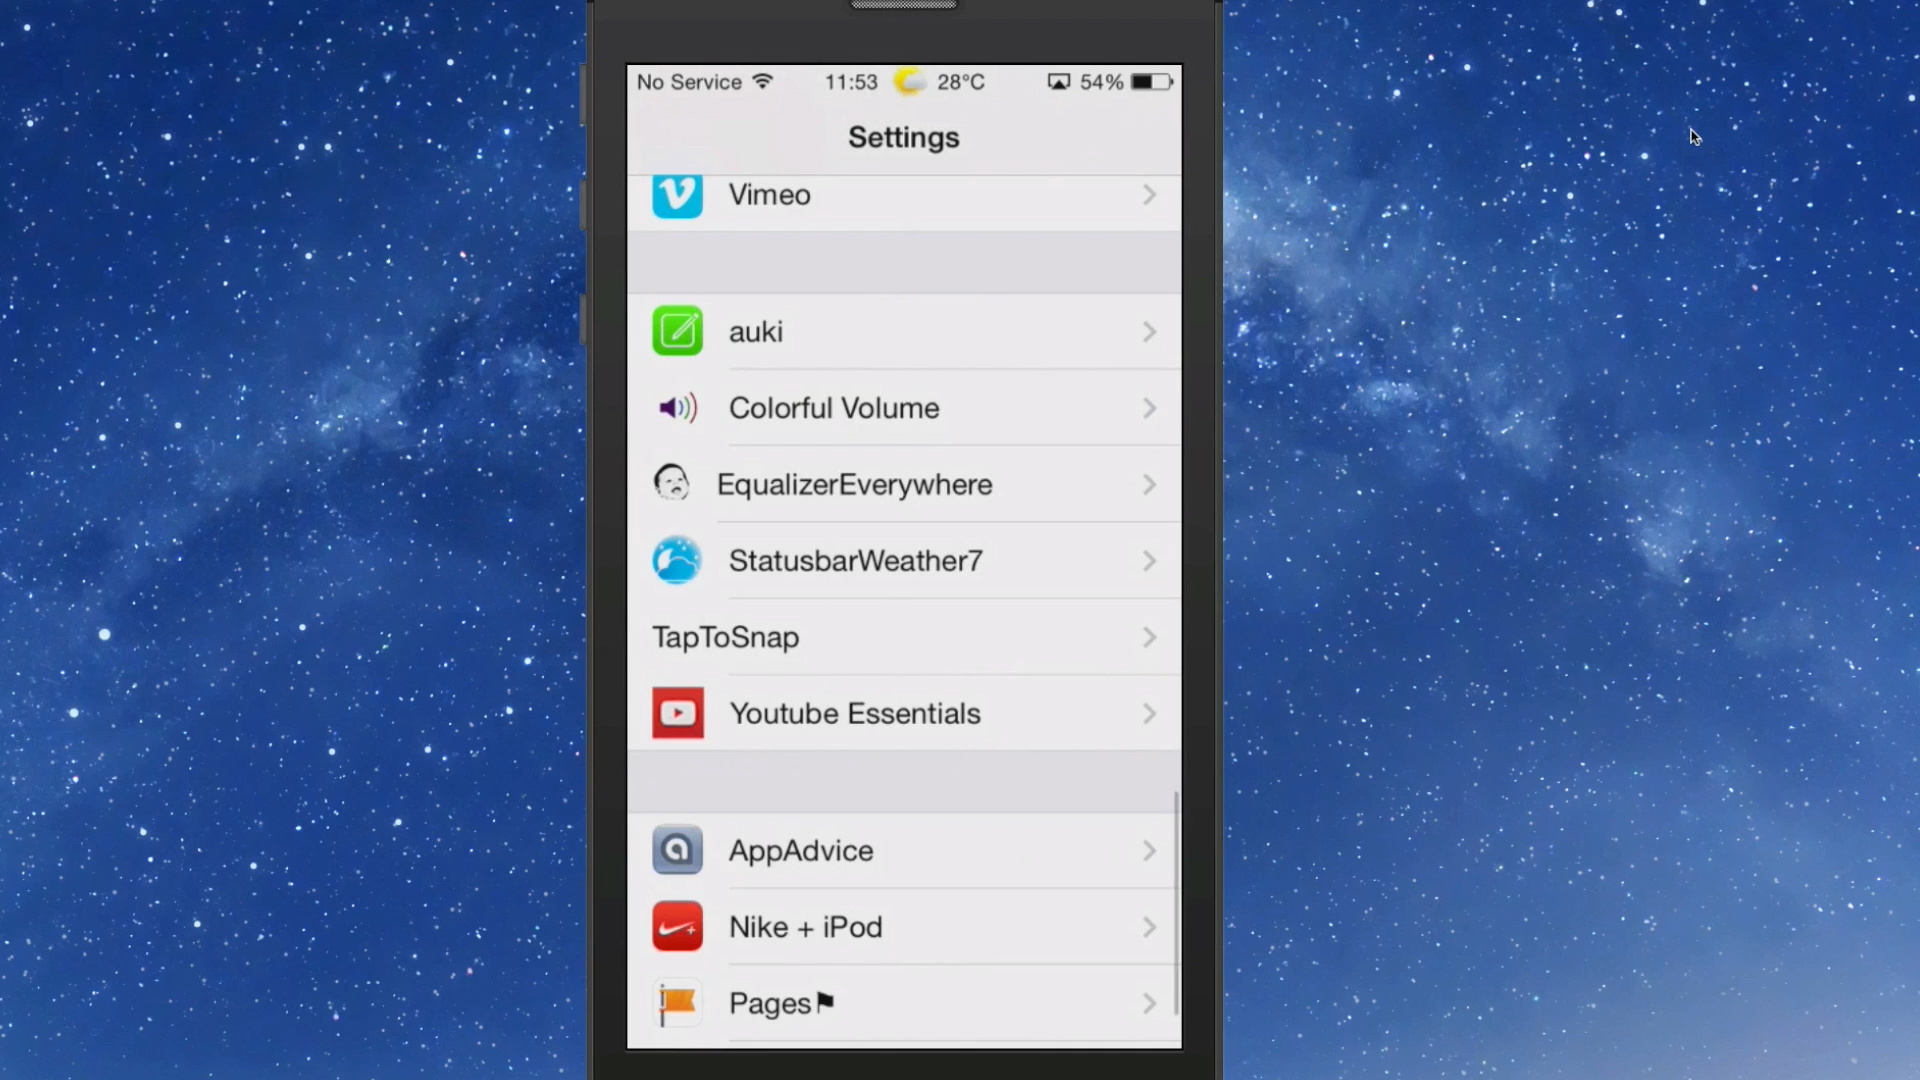 No Service 11:53 28°C 54%
Settings
Vimeo
auki
Colorful Volume
EqualizerEverywhere
StatusbarWeather7
TapToSnap
Youtube Essentials
AppAdvice
Nike + iPod
Pages